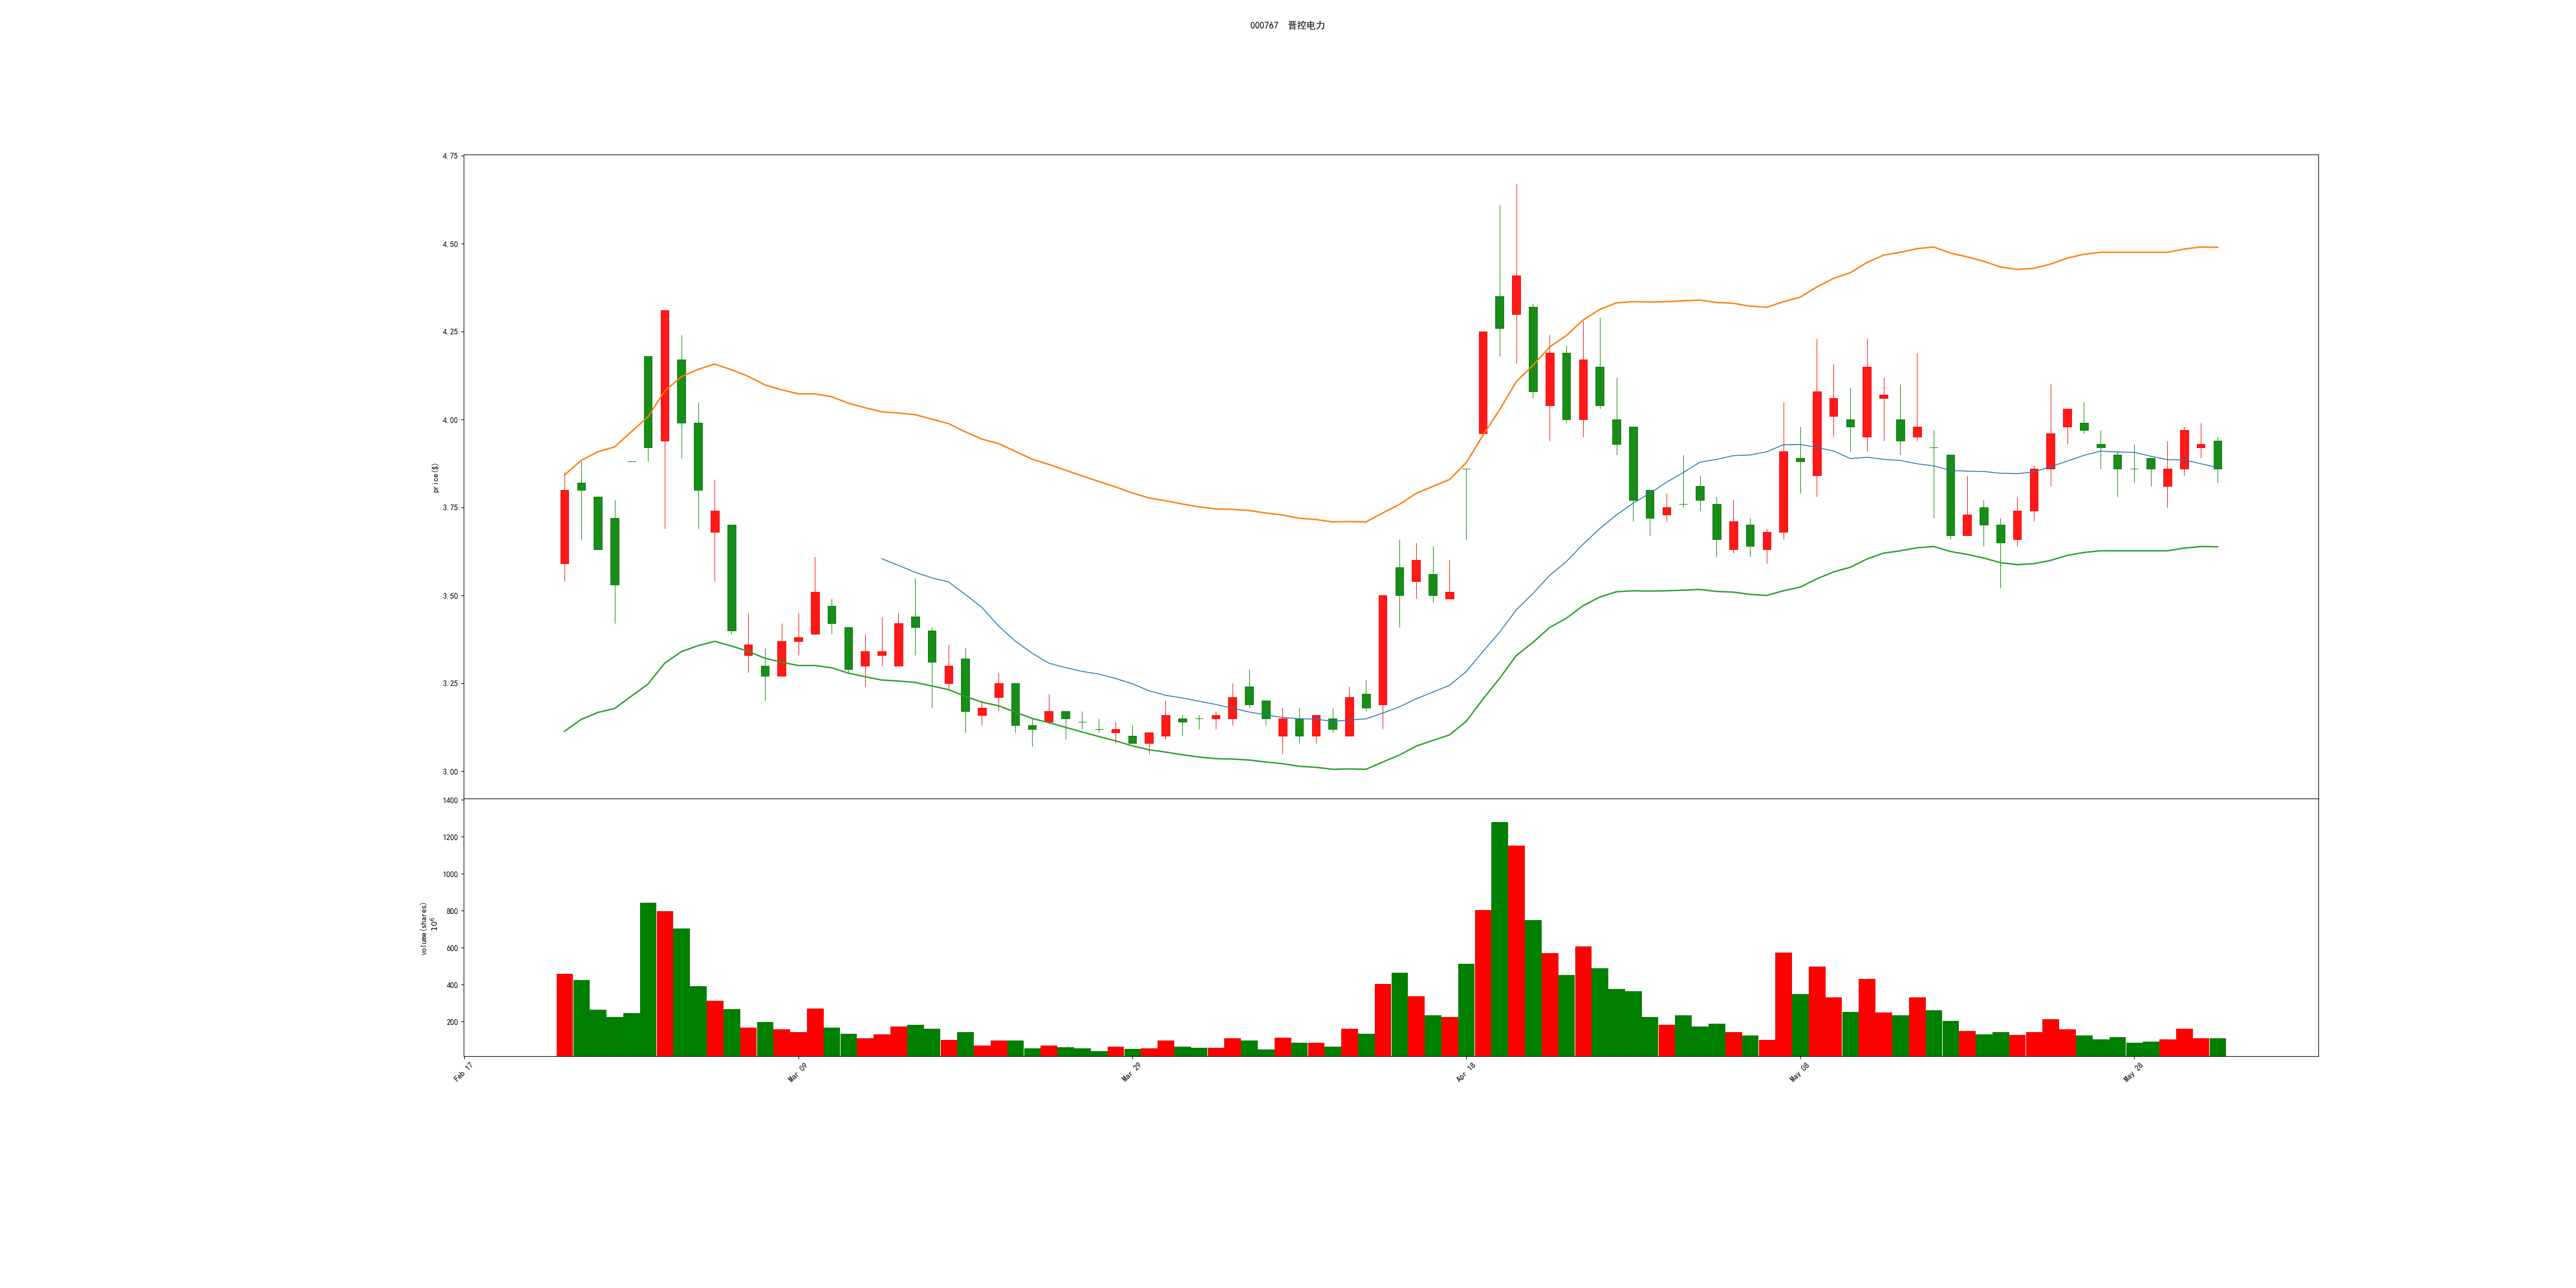 000767 晋控电力
4.75
4.50
4.25
4.00
3.75
3.50
3.25
3.00
price($)
1400
1200
1000
800
600
400
200
volume(shares)
10^6
Feb 17
Mar 09
Mar 29
Apr 18
May 08
May 28